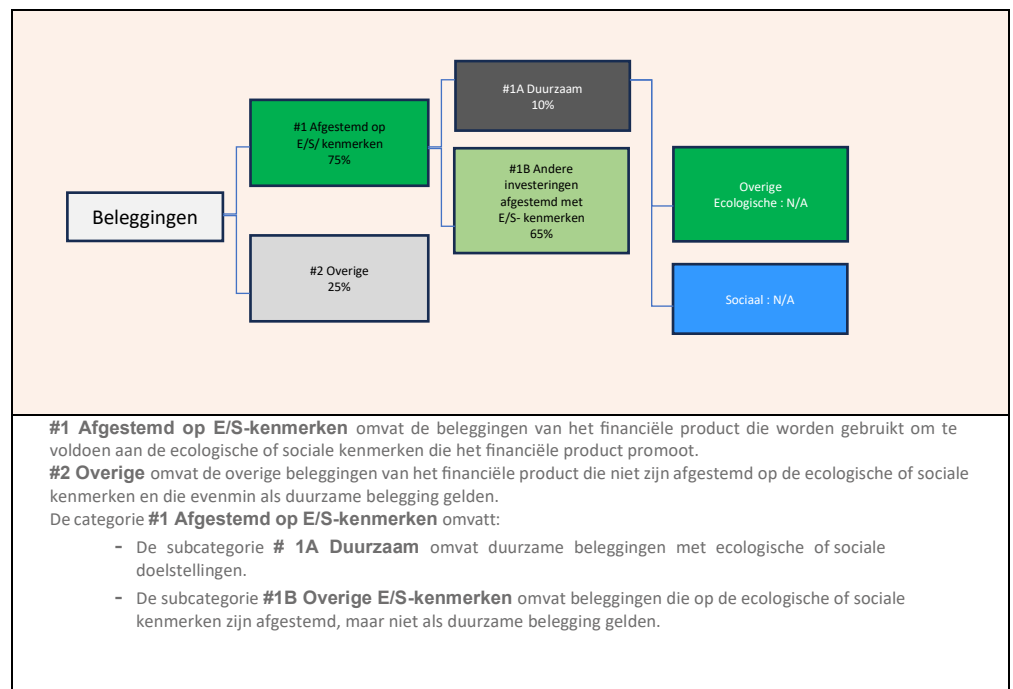 Beleggingen
#1 Afgestemd op
E/S/ kenmerken
75%
#2 Overige
25%
#1A Duurzaam
10%
#1B Andere
investeringen
afgestemd met
E/S- kenmerken
65%
Overige
Ecologische : N/A
Sociaal : N/A
#1 Afgestemd op E/S-kenmerken omvat de beleggingen van het financiële product die worden gebruikt om te
voldoen aan de ecologische of sociale kenmerken die het financiële product promoot.
#2 Overige omvat de overige beleggingen van het financiële product die niet zijn afgestemd op de ecologische of sociale
kenmerken en die evenmin als duurzame belegging gelden.
De categorie #1 Afgestemd op E/S-kenmerken omvatt:
- De subcategorie # 1A Duurzaam omvat duurzame beleggingen met ecologische of sociale
doelstellingen.
- De subcategorie #1B Overige E/S-kenmerken omvat beleggingen die op de ecologische of sociale
kenmerken zijn afgestemd, maar niet als duurzame belegging gelden.